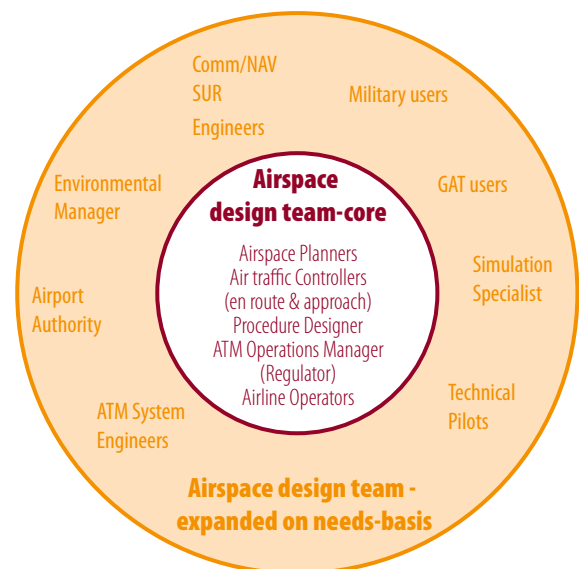 Comm/NAV
SUR
Engineers
Military users
Environmental
Manager
GAT users
Airspace
design team-core
Airspace Planners
Air traffic Controllers
(en route & approach)
Procedure Designer
ATM Operations Manager
(Regulator)
Airline Operators
Simulation
Specialist
Airport
Authority
Technical
Pilots
ATM System
Engineers
Airspace design team -
expanded on needs-basis